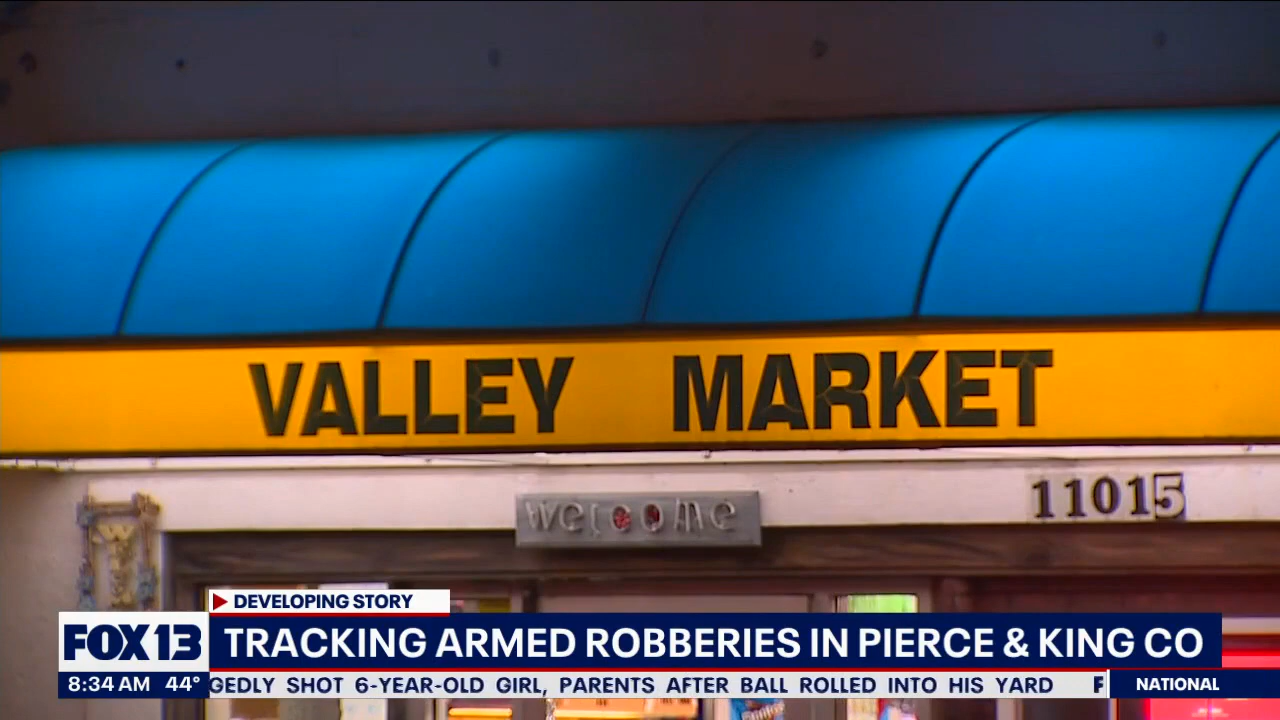 VALLEY MARKET
11015
welcome
DEVELOPING STORY
FOX 13
TRACKING ARMED ROBBERIES IN PIERCE & KING CO
8:34 AM 44°
GEDLY SHOT 6-YEAR-OLD GIRL, PARENTS AFTER BALL ROLLED INTO HIS YARD F
NATIONAL